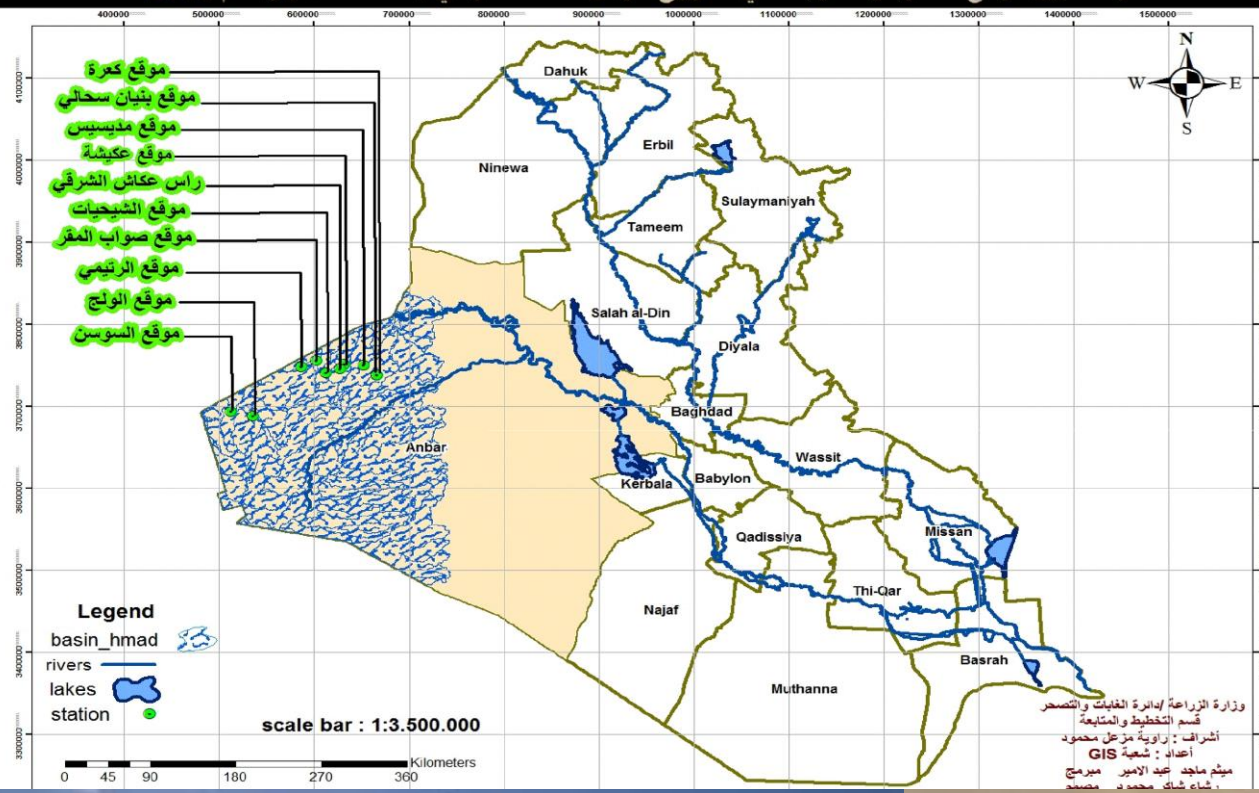 400000 500000 600000 700000 800000 900000 1000000 1100000 1200000 1300000 1400000 1500000
N
W E
S
4100000
4000000
3900000
3800000
3700000
3600000
3500000
3400000
3300000
موقع كعرة
موقع بنيان سحالي
موقع مديسيس
موقع عكيشة
راس عكاش الشرقي
موقع الشيحيات
موقع صواب المقر
موقع الرتيمي
موقع الولج
موقع السوسن
Dahuk
Ninewa
Erbil
Sulaymaniyah
Tameem
Salah al-Din
Diyala
Baghdad
Anbar
Wassit
Kerbala
Babylon
Qadissiya
Missan
Thi-Qar
Najaf
Basrah
Muthanna
Legend
basin_hmad
rivers
lakes
station
scale bar : 1:3.500.000
Kilometers
0 45 90 180 270 360
وزارة الزراعة /دائرة الغابات والتصحر
قسم التخطيط والمتابعة
أشراف : راوية مزعل محمود
أعداد : شعبة GIS
ميثم ماجد عبد الامير مبرمج
رشاء شاكر محمود مصمم